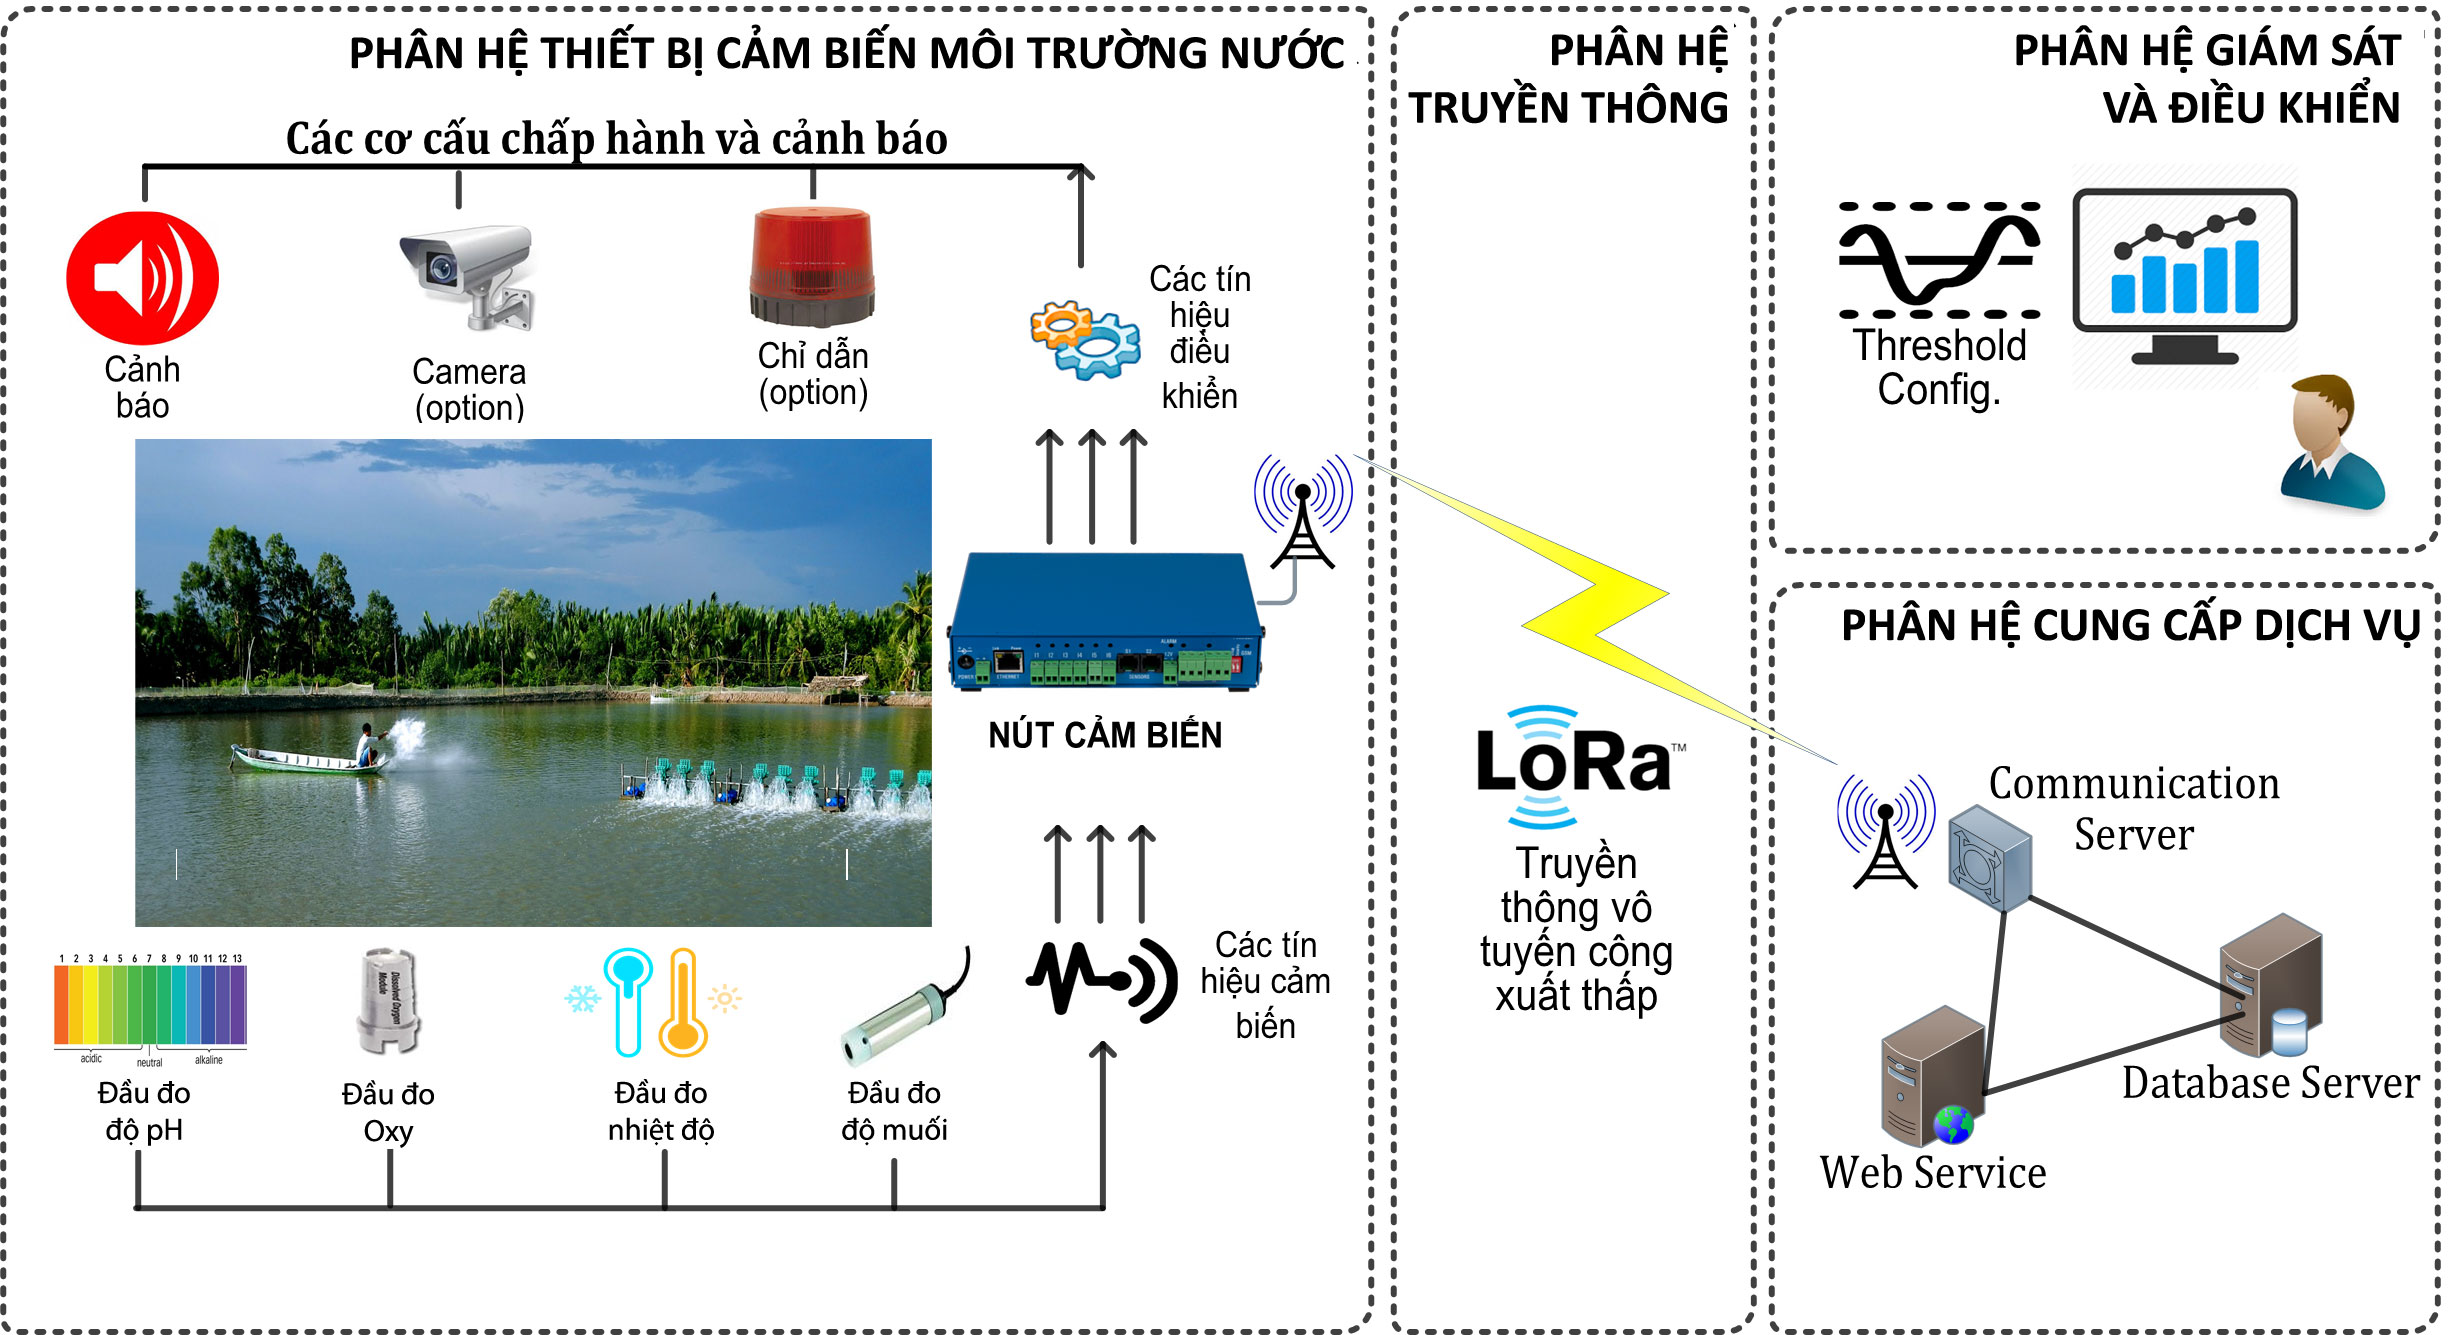 PHÂN HỆ THIẾT BỊ CẢM BIẾN MÔI TRƯỜNG NƯỚC
Các cơ cấu chấp hành và cảnh báo
Cảnh
báo
Camera
(option)
Chỉ dẫn
(option)
Các tín
hiệu
điều
khiển
POWER
ETHERNET
SENSORS
ALARM
NÚT CẢM BIẾN
1 2 3 4 5 6 7 8 9 10 11 12 13
acidic
neutral
alkaline
Dissolved Oxygen
Module
Các tín
hiệu cảm
biến
Đầu đo
độ pH
Đầu đo
Oxy
Đầu đo
nhiệt độ
Đầu đo
độ muối
PHÂN HỆ
TRUYỀN THÔNG
LoRa™
Truyền
thông vô
tuyến công
xuất thấp
PHÂN HỆ GIÁM SÁT
VÀ ĐIỀU KHIỂN
Threshold
Config.
PHÂN HỆ CUNG CẤP DỊCH VỤ
Communication
Server
Database Server
Web Service